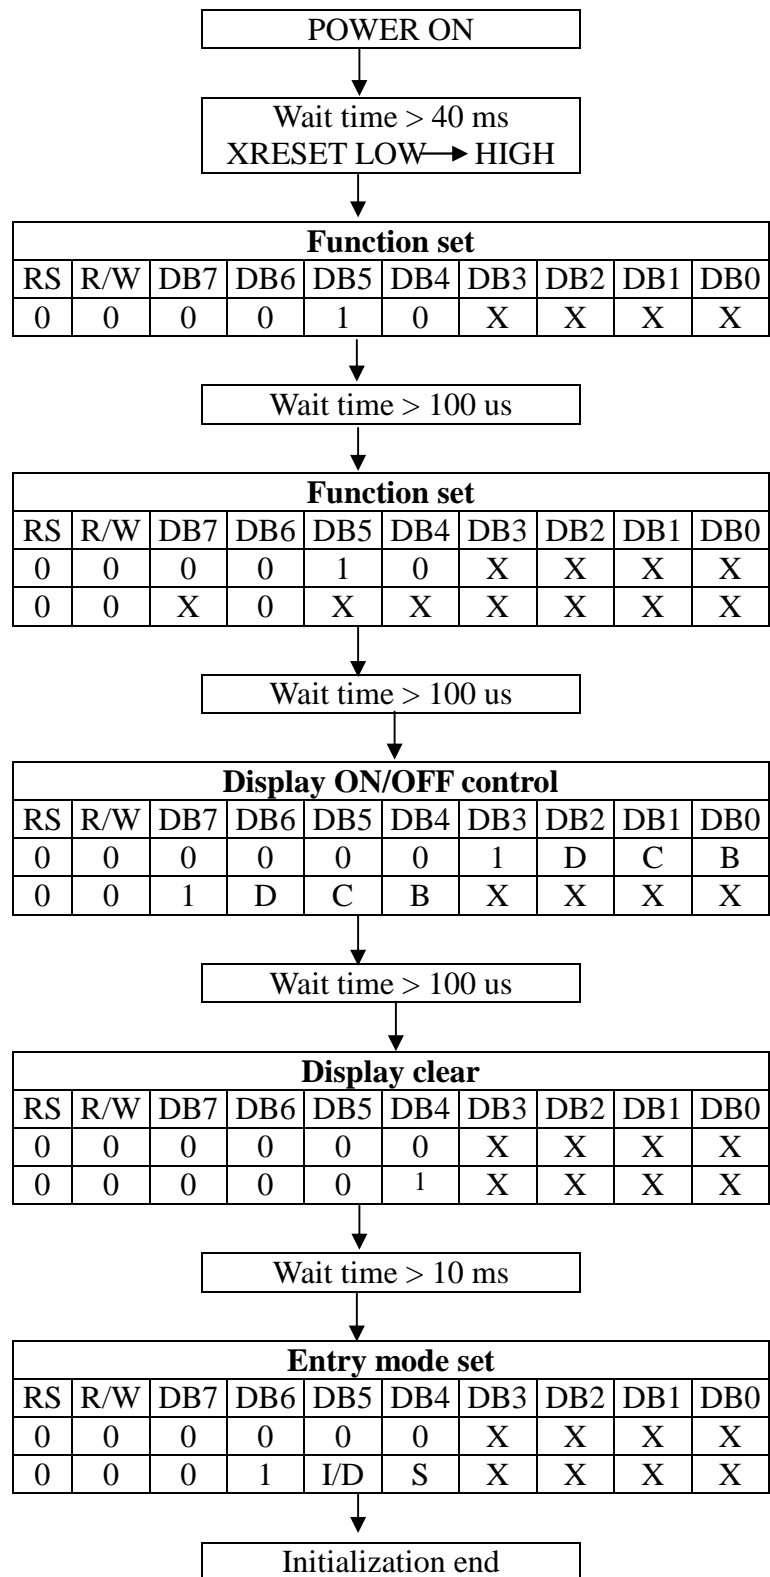 POWER ON
Wait time > 40 ms
XRESET LOW → HIGH
Function set
RS R/W DB7 DB6 DB5 DB4 DB3 DB2 DB1 DB0
0 0 0 0 1 0 X X X X
Wait time > 100 us
Function set
RS R/W DB7 DB6 DB5 DB4 DB3 DB2 DB1 DB0
0 0 0 0 1 0 X X X X
0 0 X 0 X X X X X X
Wait time > 100 us
Display ON/OFF control
RS R/W DB7 DB6 DB5 DB4 DB3 DB2 DB1 DB0
0 0 0 0 0 0 1 D C B
0 0 1 D C B X X X X
Wait time > 100 us
Display clear
RS R/W DB7 DB6 DB5 DB4 DB3 DB2 DB1 DB0
0 0 0 0 0 0 X X X X
0 0 0 0 0 1 X X X X
Wait time > 10 ms
Entry mode set
RS R/W DB7 DB6 DB5 DB4 DB3 DB2 DB1 DB0
0 0 0 0 0 0 X X X X
0 0 0 1 I/D S X X X X
Initialization end